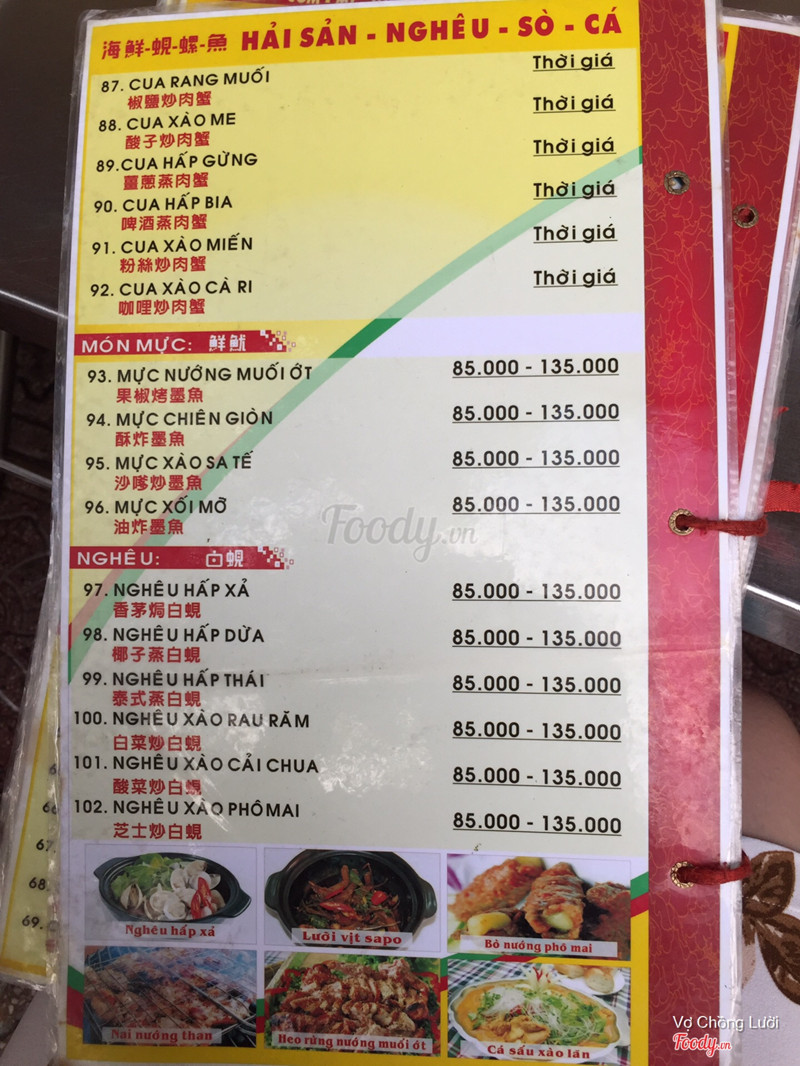 海鮮-蜆-螺-魚 HẢI SẢN - NGHÊU - SÒ - CÁ
87. CUA RANG MUỐI Thời giá
椒鹽炒肉蟹
88. CUA XÀO ME Thời giá
酸子炒肉蟹
89.CUA HẤP GỪNG Thời giá
薑蔥蒸肉蟹
90. CUA HẤP BIA Thời giá
啤酒蒸肉蟹
91. CUA XÀO MIẾN Thời giá
粉絲炒肉蟹
92. CUA XÀO CÀ RI Thời giá
咖哩炒肉蟹
MÓN MỰC: 鮮魷
93. MỰC NƯỚNG MUỐI ỚT 85.000 - 135.000
果椒烤墨魚
94. MỰC CHIÊN GIÒN 85.000 - 135.000
酥炸墨魚
95. MỰC XÀO SA TẾ 85.000 - 135.000
沙嗲炒墨魚
96. MỰC XỐI MỠ 85.000 - 135.000
油炸墨魚
Foody.vn
NGHÊU: 白蜆
97. NGHÊU HẤP XẢ 85.000 - 135.000
香茅焗白蜆
98. NGHÊU HẤP DỪA 85.000 - 135.000
椰子蒸白蜆
99. NGHÊU HẤP THÁI 85.000 - 135.000
泰式蒸白蜆
100. NGHÊU XÀO RAU RĂM 85.000 - 135.000
白菜炒白蜆
101. NGHÊU XÀO CẢI CHUA 85.000 - 135.000
酸菜炒白蜆
102. NGHÊU XÀO PHÔ MAI 85.000 - 135.000
芝士炒白蜆
Nghêu hấp xả
Lưỡi vịt sapo
Bò nướng phô mai
Nai nướng than
Heo rừng nướng muối ớt
Cá sấu xào lăn
67.
68.
69.
Vợ Chồng Lười
Foody.vn